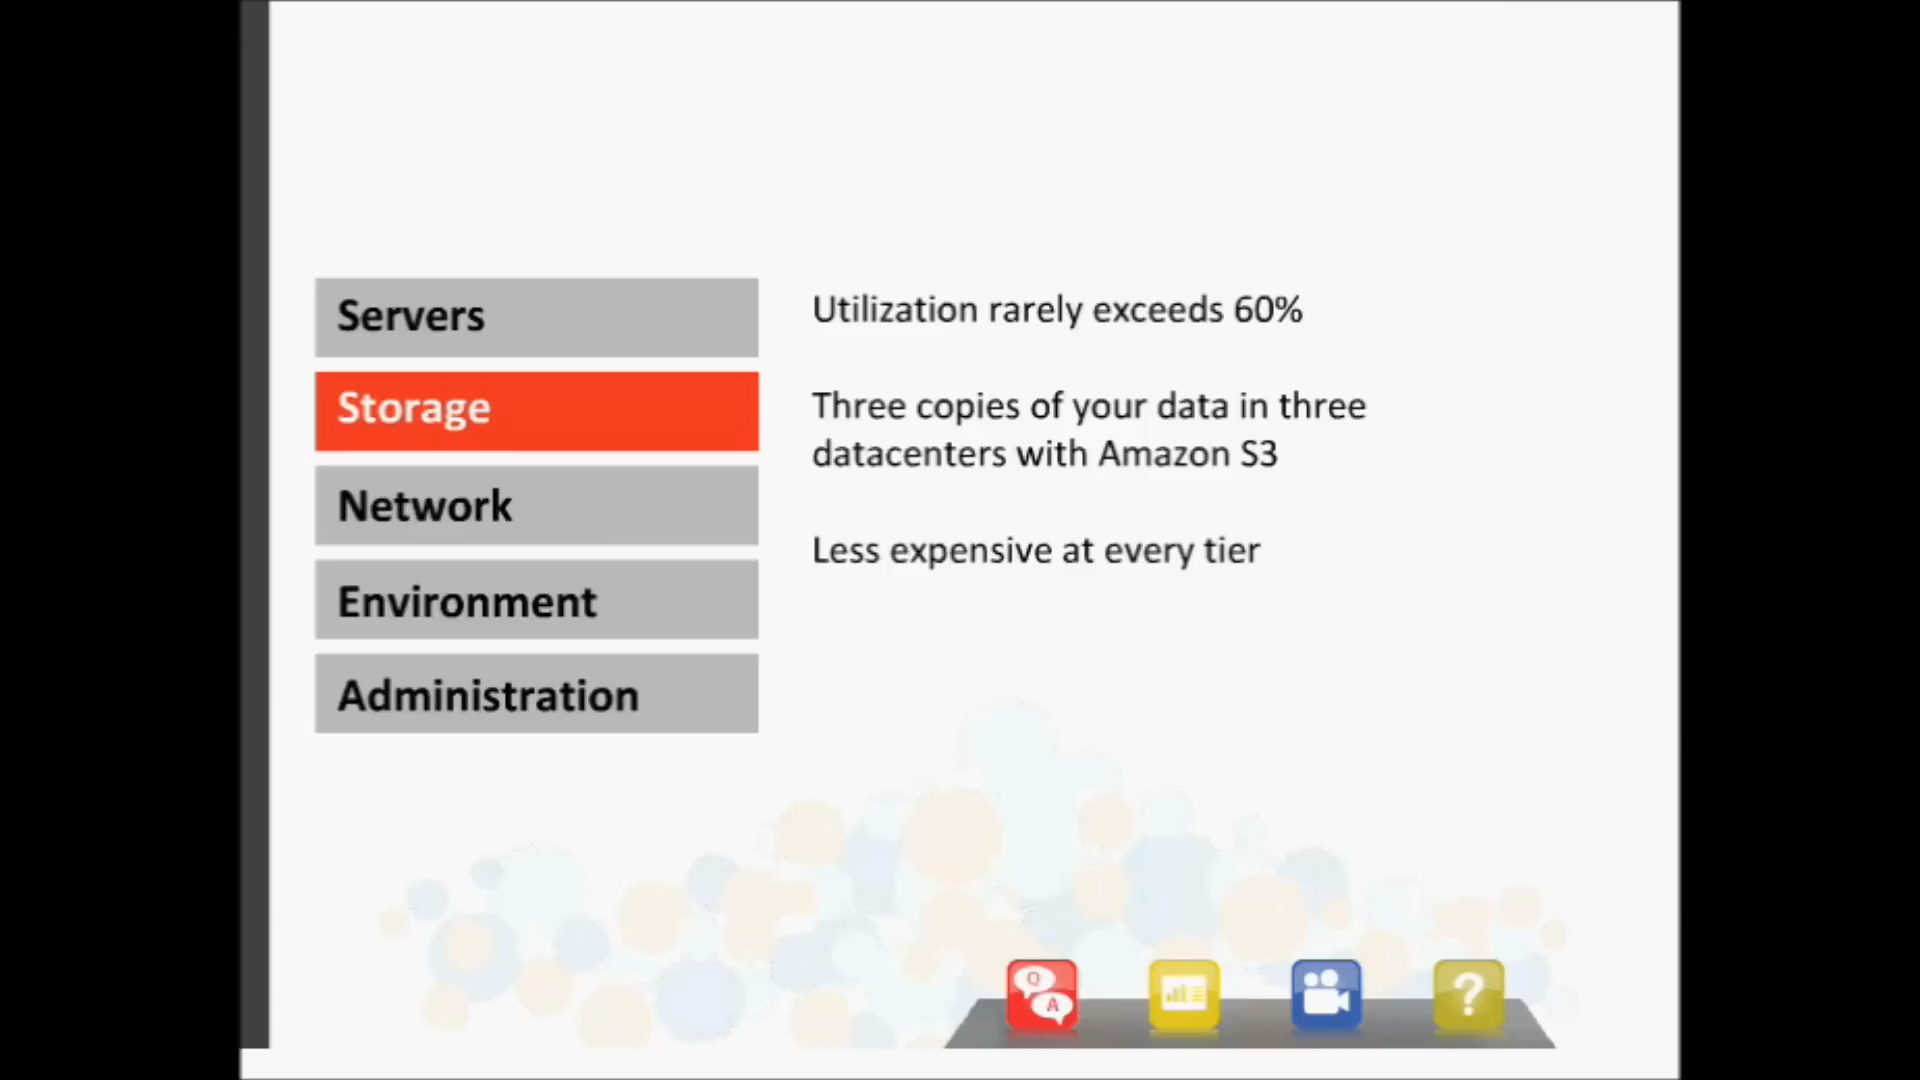 Servers
Storage
Network
Environment
Administration
Utilization rarely exceeds 60%
Three copies of your data in three
datacenters with Amazon S3
Less expensive at every tier
Q
A
?